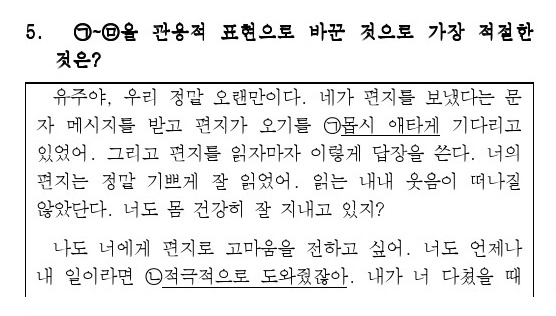 5. ㉠~㉤을 관용적 표현으로 바꾼 것으로 가장 적절한
것은?
유주야, 우리 정말 오랜만이다. 네가 편지를 보냈다는 문
자 메시지를 받고 편지가 오기를 ㉠몹시 애타게 기다리고
있었어. 그리고 편지를 읽자마자 이렇게 답장을 쓴다. 너의
편지는 정말 기쁘게 잘 읽었어. 읽는 내내 웃음이 떠나질
않았단다. 너도 몸 건강히 잘 지내고 있지?
나도 너에게 편지로 고마움을 전하고 싶어. 너도 언제나
내 일이라면 ㉡적극적으로 도와줬잖아. 내가 너 다쳤을 때